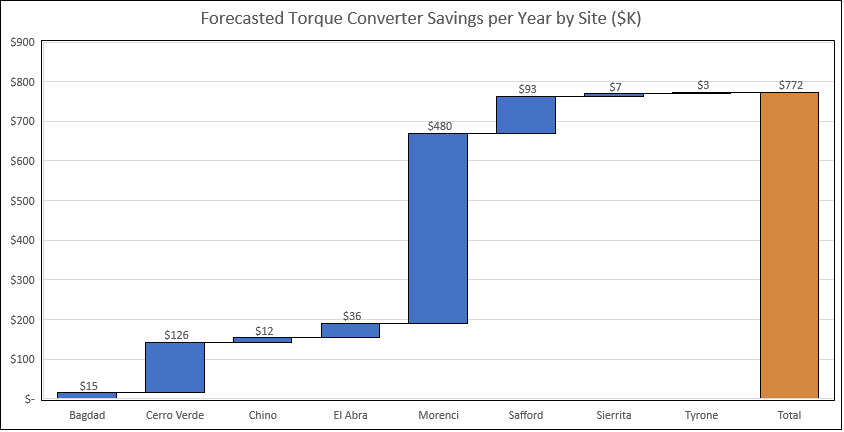 Forecasted Torque Converter Savings per Year by Site ($K)
$900
$800
$700
$600
$500
$400
$300
$200
$100
$-
$15
$126
$12
$36
$480
$93
$7
$3
$772
Bagdad
Cerro Verde
Chino
El Abra
Morenci
Safford
Sierrita
Tyrone
Total